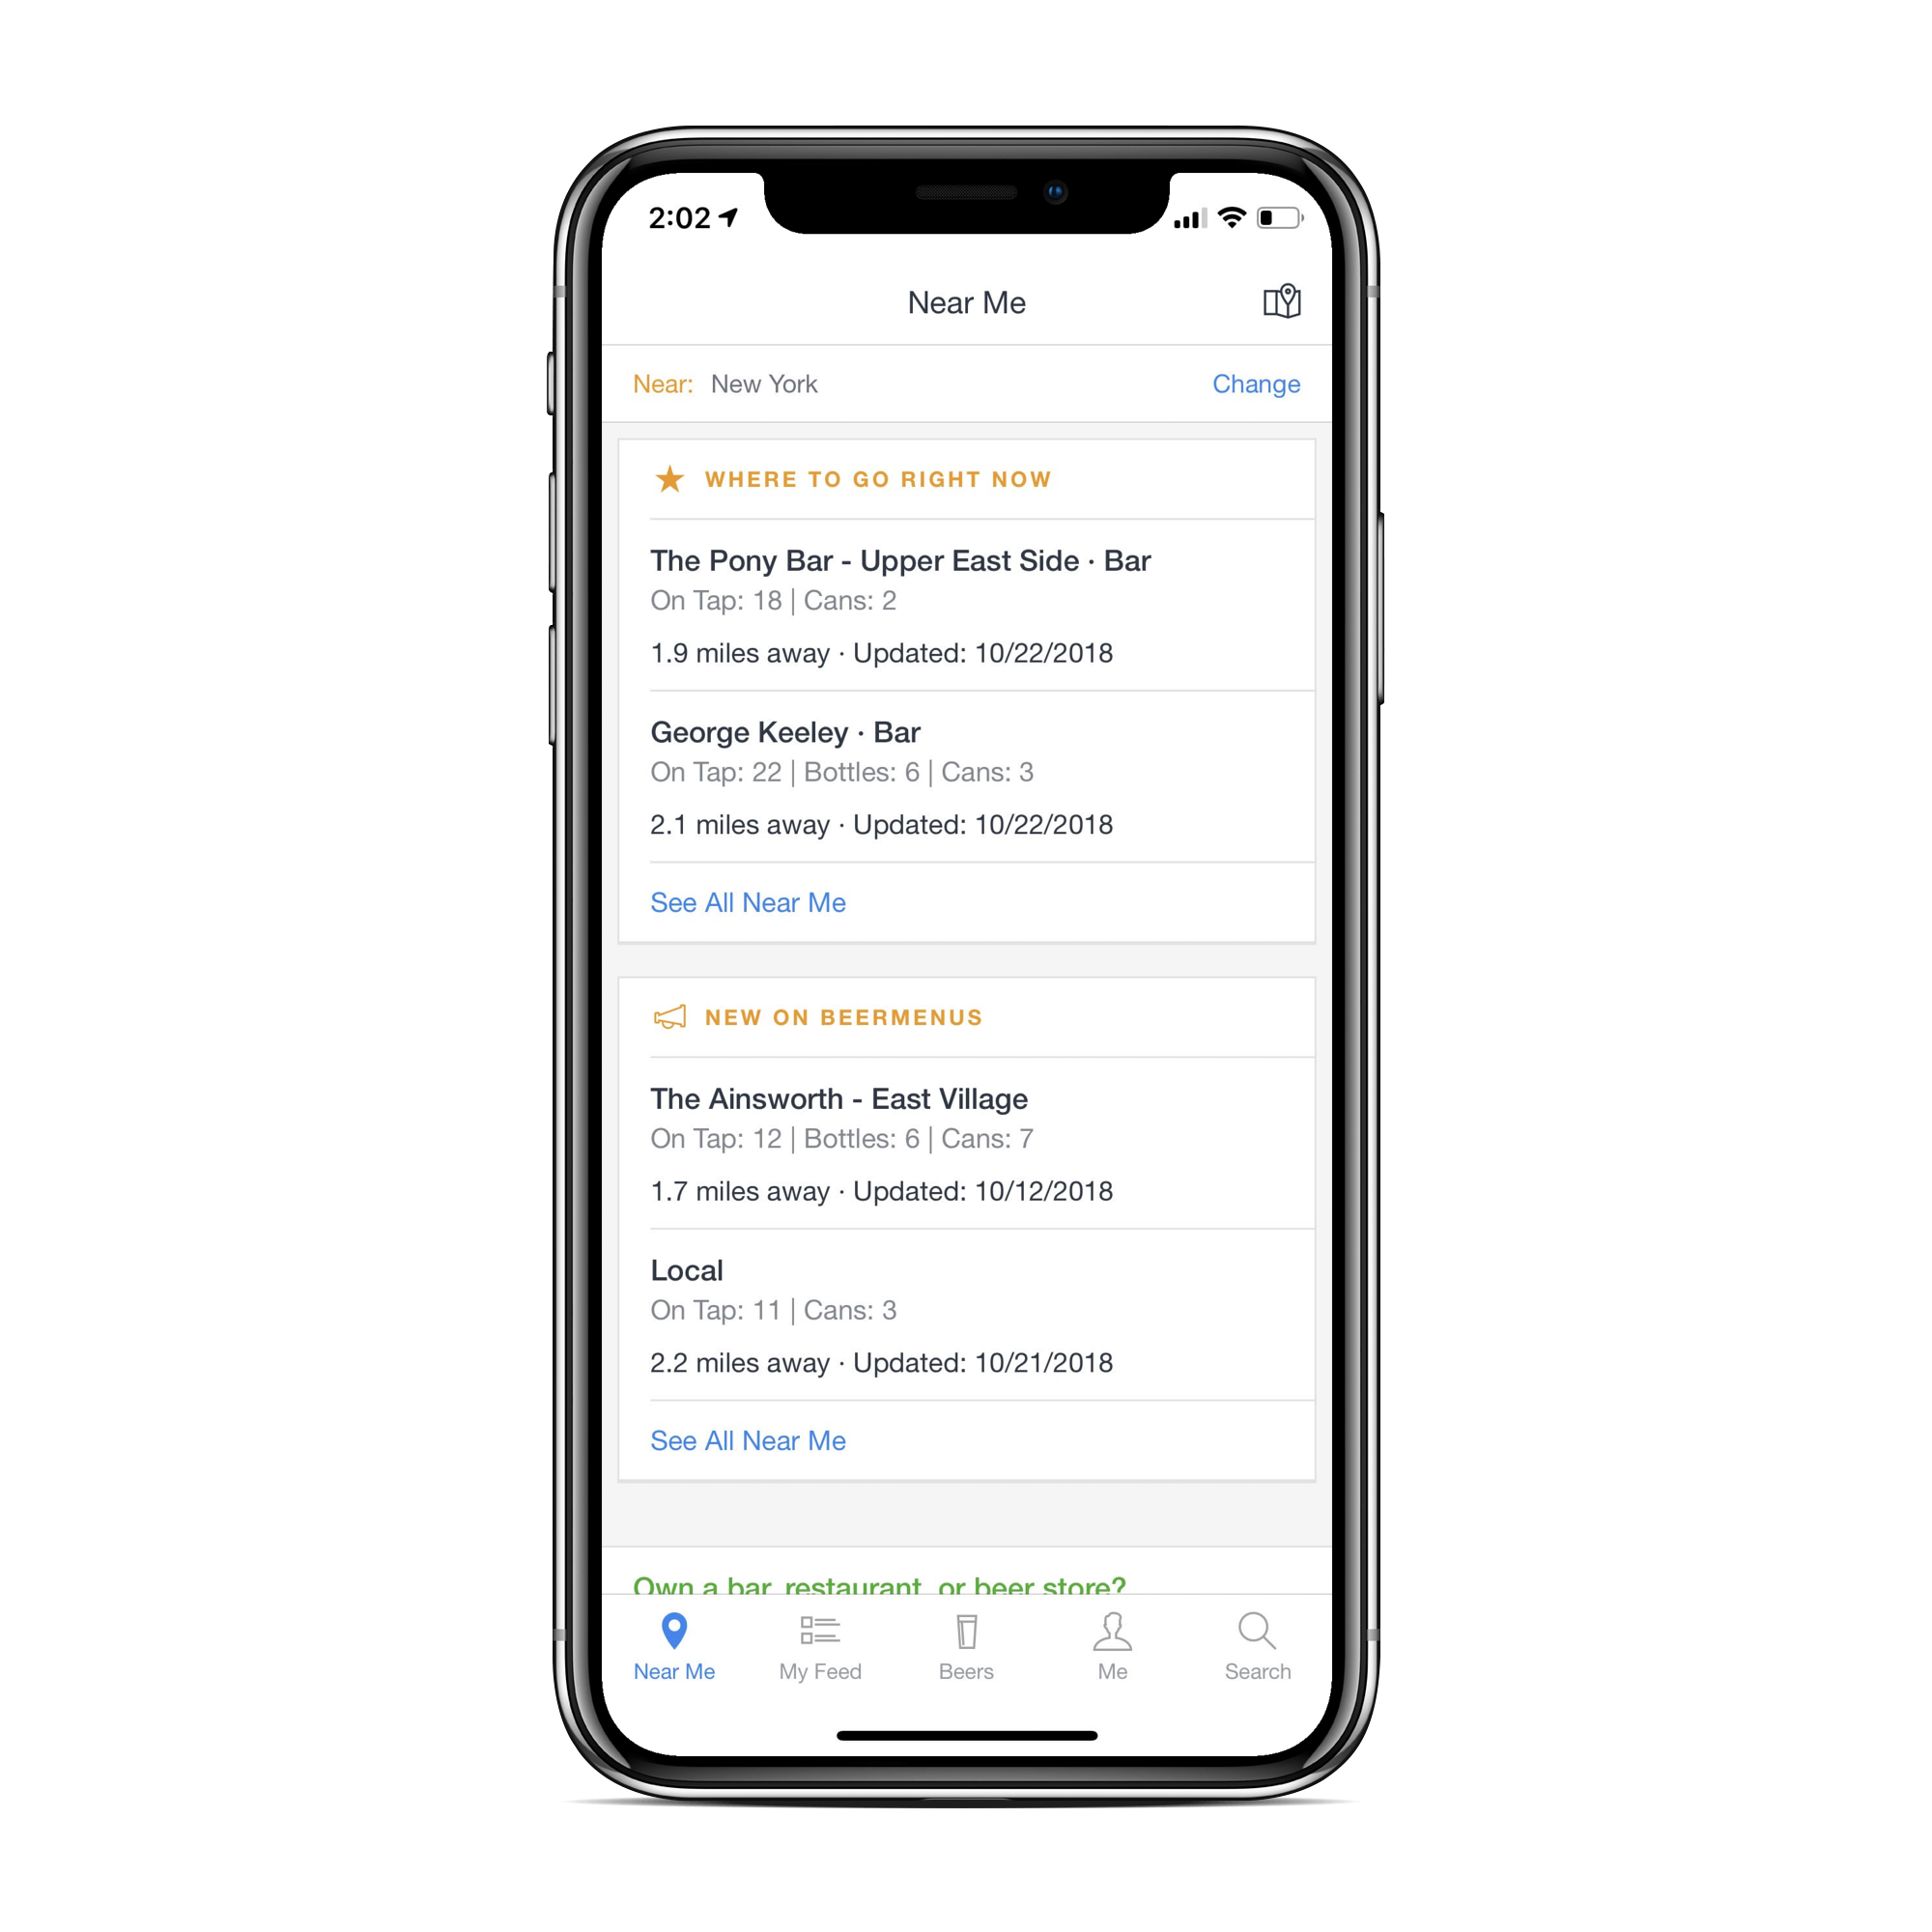 2:02
Near Me
Near: New York Change
WHERE TO GO RIGHT NOW
The Pony Bar - Upper East Side · Bar
On Tap: 18 | Cans: 2
1.9 miles away · Updated: 10/22/2018
George Keeley · Bar
On Tap: 22 | Bottles: 6 | Cans: 3
2.1 miles away · Updated: 10/22/2018
See All Near Me
NEW ON BEERMENUS
The Ainsworth - East Village
On Tap: 12 | Bottles: 6 | Cans: 7
1.7 miles away · Updated: 10/12/2018
Local
On Tap: 11 | Cans: 3
2.2 miles away · Updated: 10/21/2018
See All Near Me
Own a bar, restaurant, or beer store?
Near Me My Feed Beers Me Search